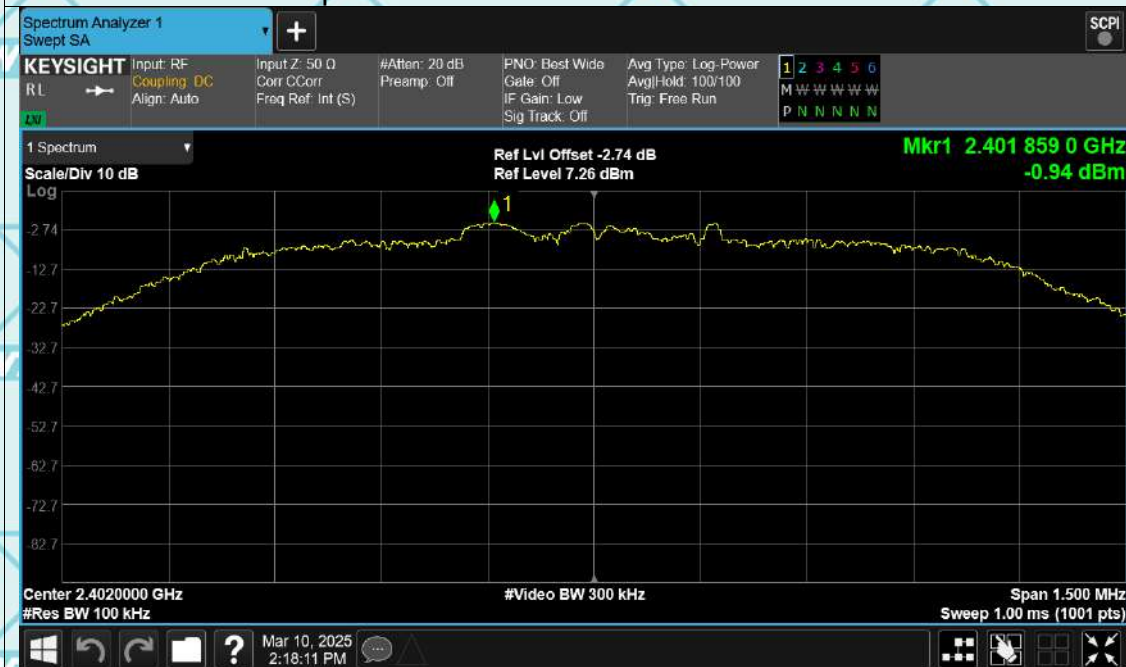 Spectrum Analyzer 1
Swept SA
+
SCPI
KEYSIGHT
RL
LXI
Input: RF
Coupling: DC
Align: Auto
Input Z: 50 Ω
Corr CCorr
Freq Ref: Int (S)
#Atten: 20 dB
Preamp: Off
PNO: Best Wide
Gate: Off
IF Gain: Low
Sig Track: Off
Avg Type: Log-Power
Avg|Hold: 100/100
Trig: Free Run
1 2 3 4 5 6
M W W W W W
P N N N N N
1 Spectrum
Scale/Div 10 dB
Log
Ref Lvl Offset -2.74 dB
Ref Level 7.26 dBm
Mkr1 2.401 859 0 GHz
-0.94 dBm
1
-2.74
-12.7
-22.7
-32.7
-42.7
-52.7
-62.7
-72.7
-82.7
Center 2.4020000 GHz
#Res BW 100 kHz
#Video BW 300 kHz
Span 1.500 MHz
Sweep 1.00 ms (1001 pts)
?
Mar 10, 2025
2:18:11 PM